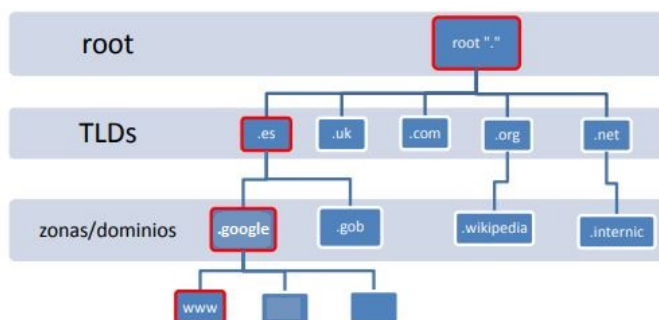 root
root "."
TLDs
.es
.uk
.com
.org
.net
zonas/dominios
.google
.gob
.wikipedia
.internic
www